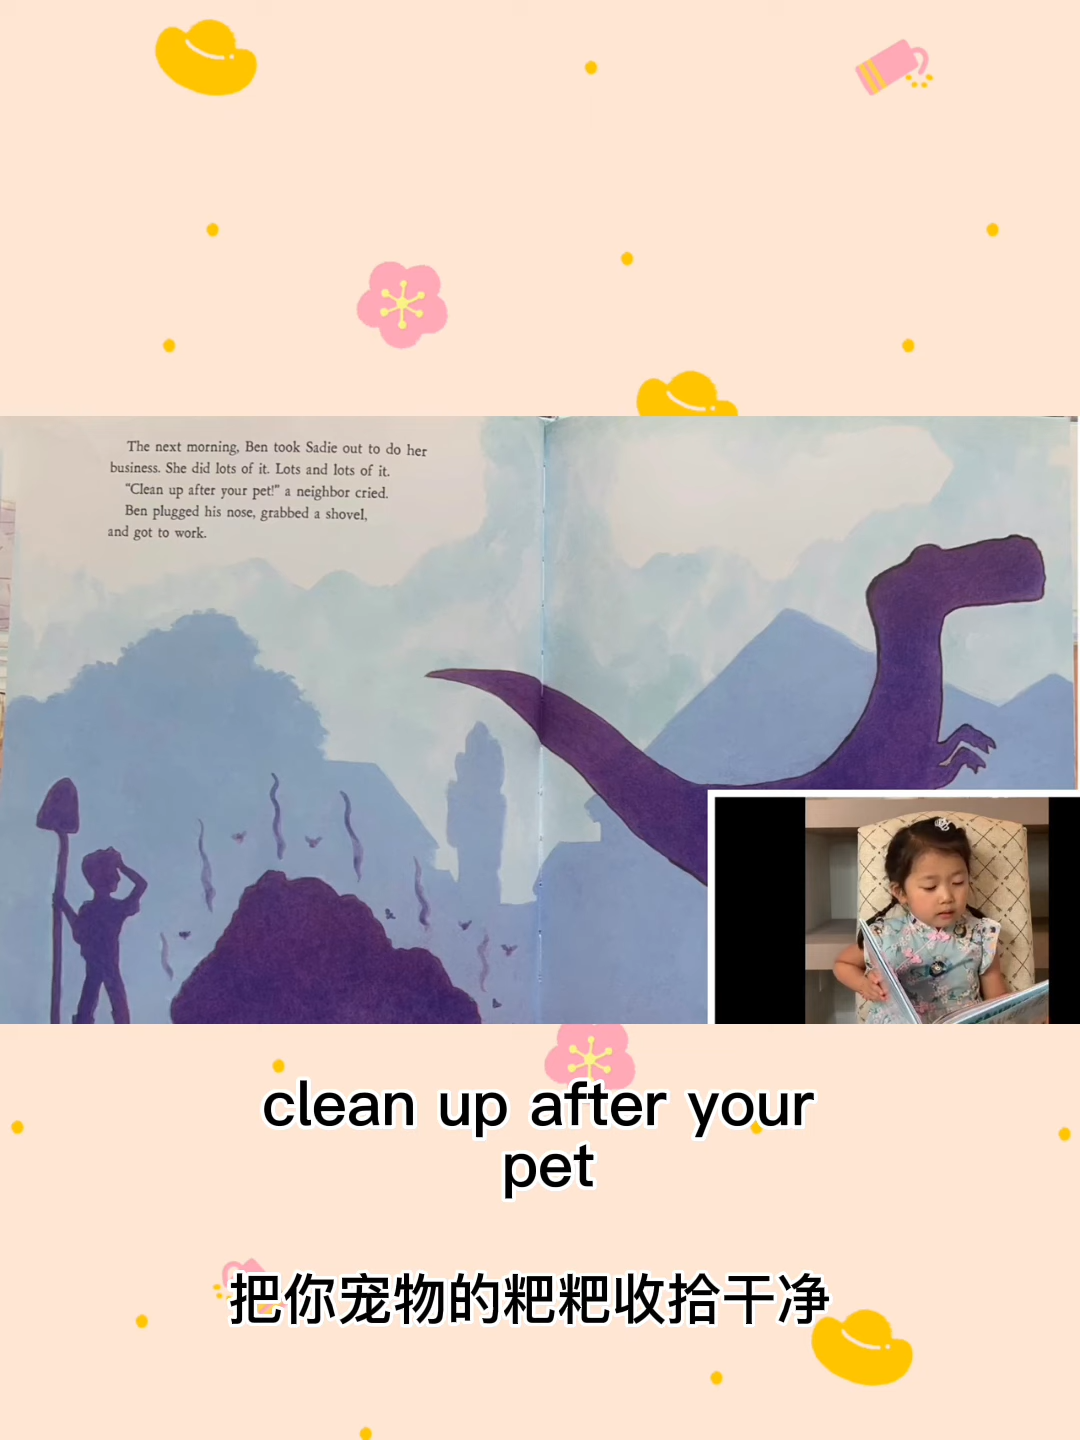 The next morning, Ben took Sadie out to do her
business. She did lots of it. Lots and lots of it.
"Clean up after your pet!" a neighbor cried.
Ben plugged his nose, grabbed a shovel,
and got to work.
clean up after your
pet
把你宠物的粑粑收拾干净